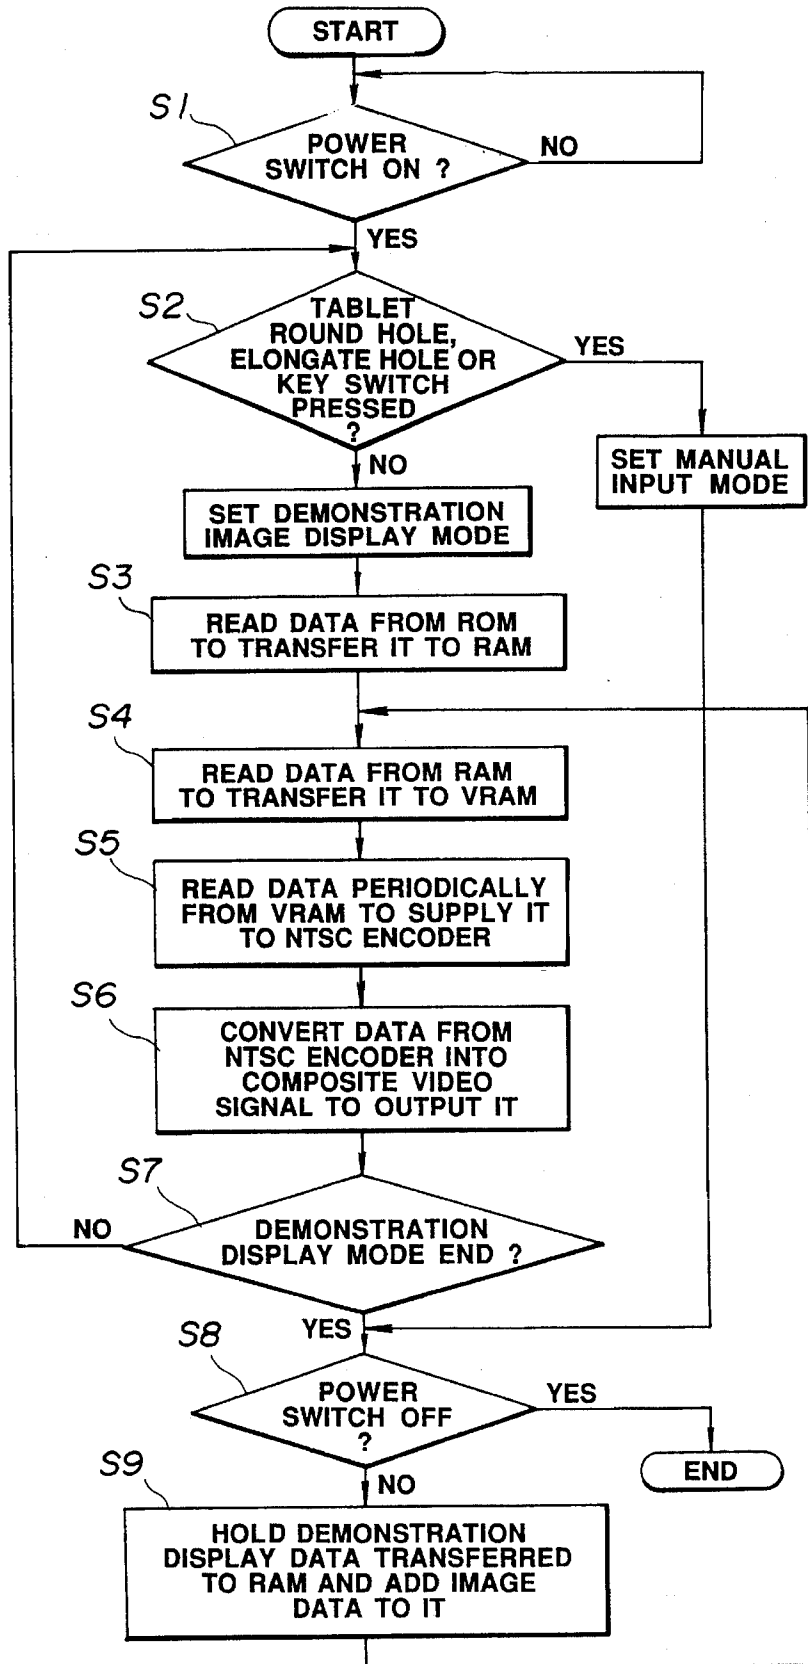 START
S1
POWER
SWITCH ON ?
NO
YES
S2
TABLET
ROUND HOLE,
ELONGATE HOLE OR
KEY SWITCH
PRESSED
?
YES
NO
SET MANUAL
INPUT MODE
SET DEMONSTRATION
IMAGE DISPLAY MODE
S3
READ DATA FROM ROM
TO TRANSFER IT TO RAM
S4
READ DATA FROM RAM
TO TRANSFER IT TO VRAM
S5
READ DATA PERIODICALLY
FROM VRAM TO SUPPLY IT
TO NTSC ENCODER
S6
CONVERT DATA FROM
NTSC ENCODER INTO
COMPOSITE VIDEO
SIGNAL TO OUTPUT IT
S7
NO
DEMONSTRATION
DISPLAY MODE END ?
YES
S8
POWER
SWITCH OFF
?
YES
END
NO
S9
HOLD DEMONSTRATION
DISPLAY DATA TRANSFERRED
TO RAM AND ADD IMAGE
DATA TO IT